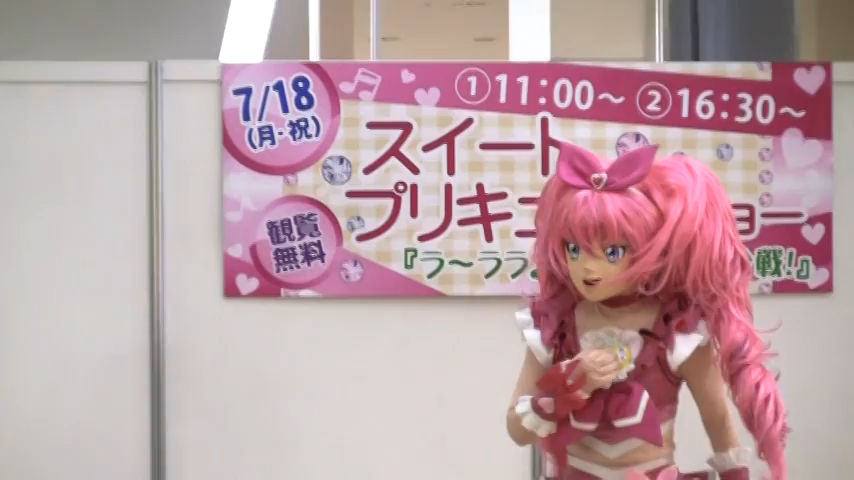 7/18
(月・祝)
①11:00～ ②16:30～
スイート
プリキュ ョー
観覧
無料
『ラ～ララ 戦!』